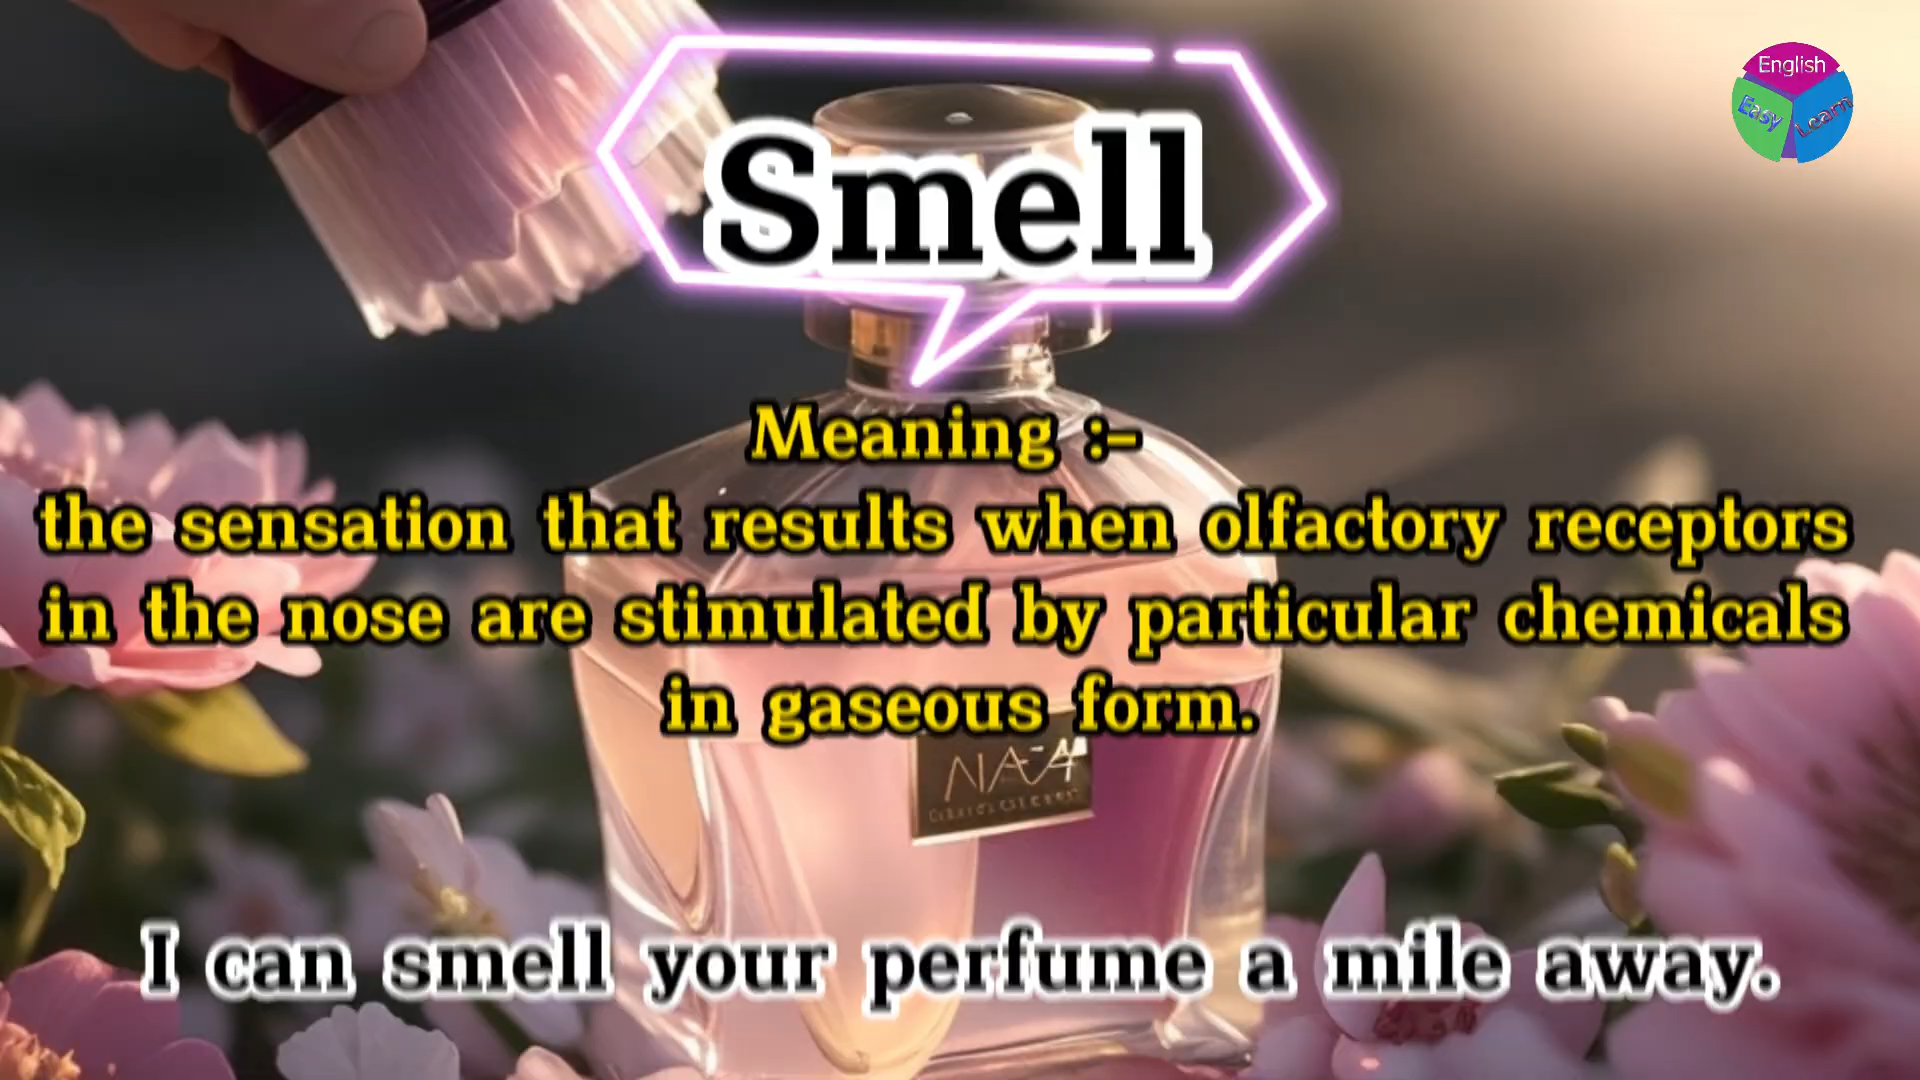 English
Easy
Learn
Smell
Meaning :-
the sensation that results when olfactory receptors
in the nose are stimulated by particular chemicals
in gaseous form.
I can smell your perfume a mile away.